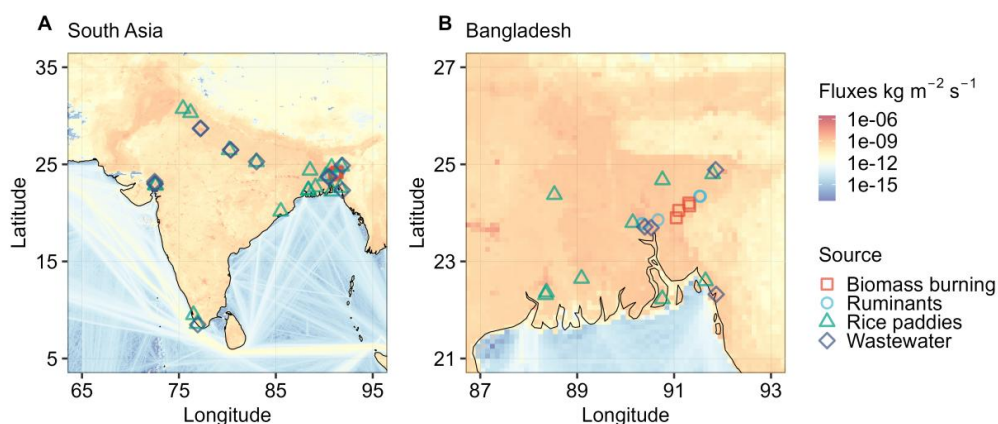 A South Asia
35
25
15
5
65 75 85 95
Longitude
Latitude
B Bangladesh
27
25
23
21
87 89 91 93
Longitude
Latitude
Fluxes kg m⁻² s⁻¹
1e-06
1e-09
1e-12
1e-15
Source
Biomass burning
Ruminants
Rice paddies
Wastewater